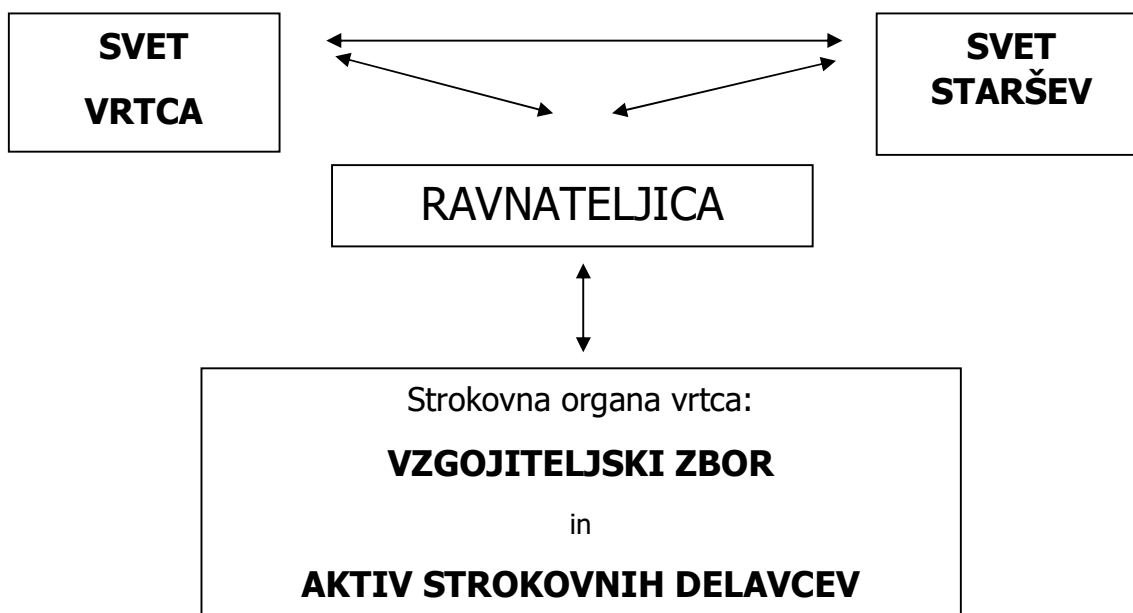 SVET
VRTCA
SVET
STARŠEV
RAVNATELJICA
Strokovna organa vrtca:
VZGOJITELJSKI ZBOR
in
AKTIV STROKOVNIH DELAVCEV